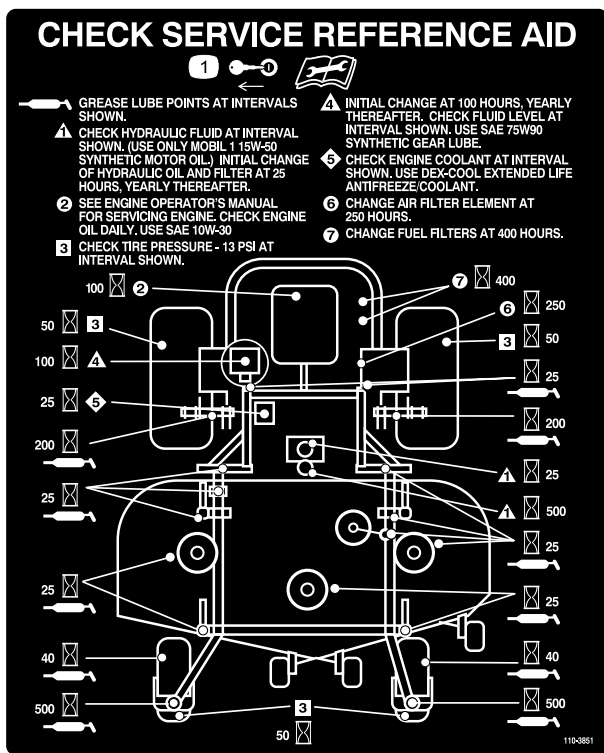 CHECK SERVICE REFERENCE AID
1
GREASE LUBE POINTS AT INTERVALS
SHOWN.
1 CHECK HYDRAULIC FLUID AT INTERVAL
SHOWN. (USE ONLY MOBIL 1 15W-50
SYNTHETIC MOTOR OIL.) INITIAL CHANGE
OF HYDRAULIC OIL AND FILTER AT 25
HOURS, YEARLY THEREAFTER.
2 SEE ENGINE OPERATOR'S MANUAL
FOR SERVICING ENGINE. CHECK ENGINE
OIL DAILY. USE SAE 10W-30
3 CHECK TIRE PRESSURE - 13 PSI AT
INTERVAL SHOWN.
4 INITIAL CHANGE AT 100 HOURS, YEARLY
THEREAFTER. CHECK FLUID LEVEL AT
INTERVAL SHOWN. USE SAE 75W90
SYNTHETIC GEAR LUBE.
5 CHECK ENGINE COOLANT AT INTERVAL
SHOWN. USE DEX-COOL EXTENDED LIFE
ANTIFREEZE/COOLANT.
6 CHANGE AIR FILTER ELEMENT AT
250 HOURS.
7 CHANGE FUEL FILTERS AT 400 HOURS.
100 2
7 400
6 250
50 3
3 50
100 4
25
25 5
200
200
1 25
25
1 500
25
25
25
40
40
500
500
3
50
110-3851